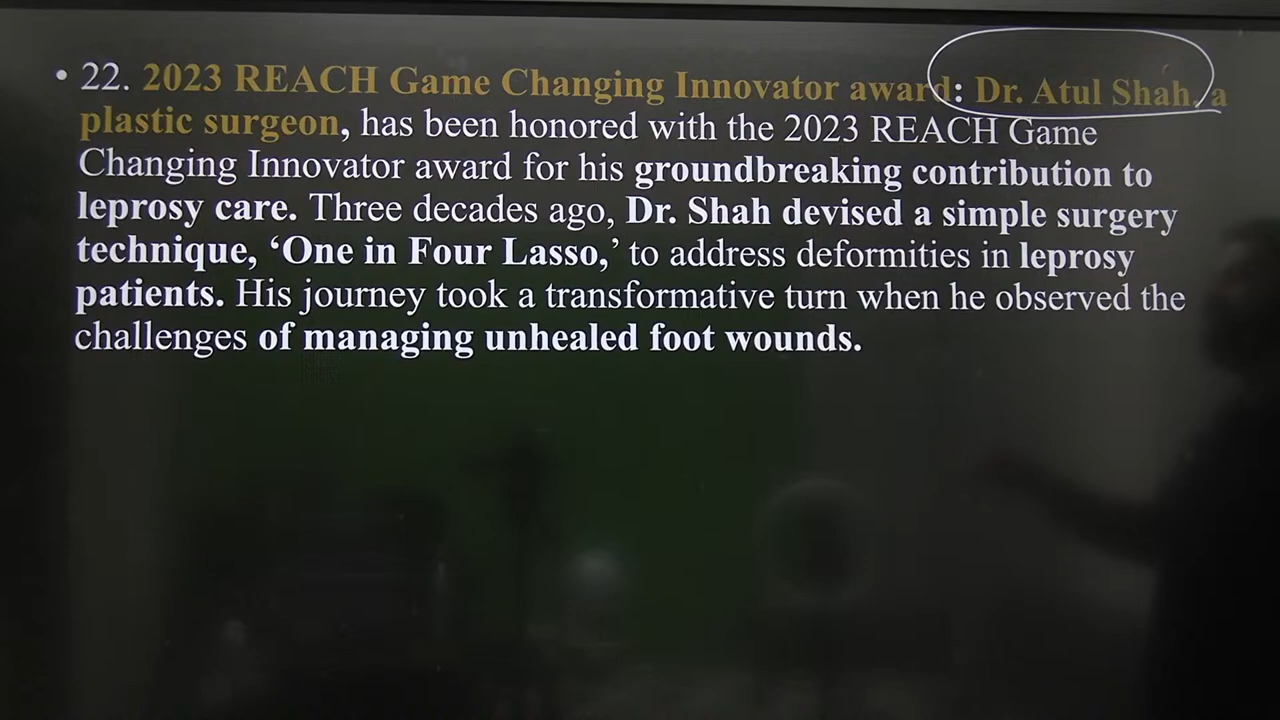 • 22. 2023 REACH Game Changing Innovator award: Dr. Atul Shah, a
plastic surgeon, has been honored with the 2023 REACH Game
Changing Innovator award for his groundbreaking contribution to
leprosy care. Three decades ago, Dr. Shah devised a simple surgery
technique, ‘One in Four Lasso,’ to address deformities in leprosy
patients. His journey took a transformative turn when he observed the
challenges of managing unhealed foot wounds.